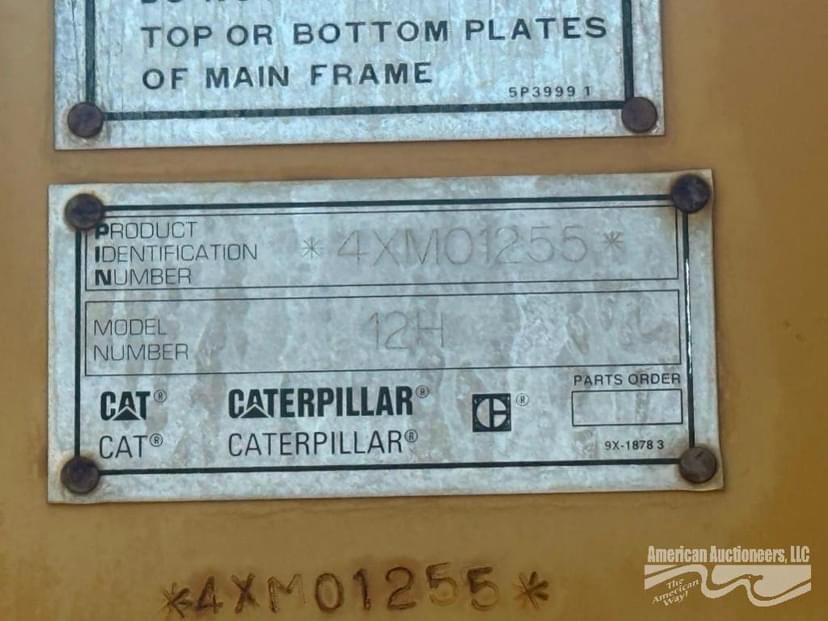 TOP OR BOTTOM PLATES
OF MAIN FRAME
5P3999 1
PRODUCT
IDENTIFICATION
NUMBER
*4XM01255*
MODEL
NUMBER
12H
CAT® CATERPILLAR® ®
PARTS ORDER
CAT® CATERPILLAR®
9X-1878 3
*4XM01255*
American Auctioneers, LLC
The
American
Way!